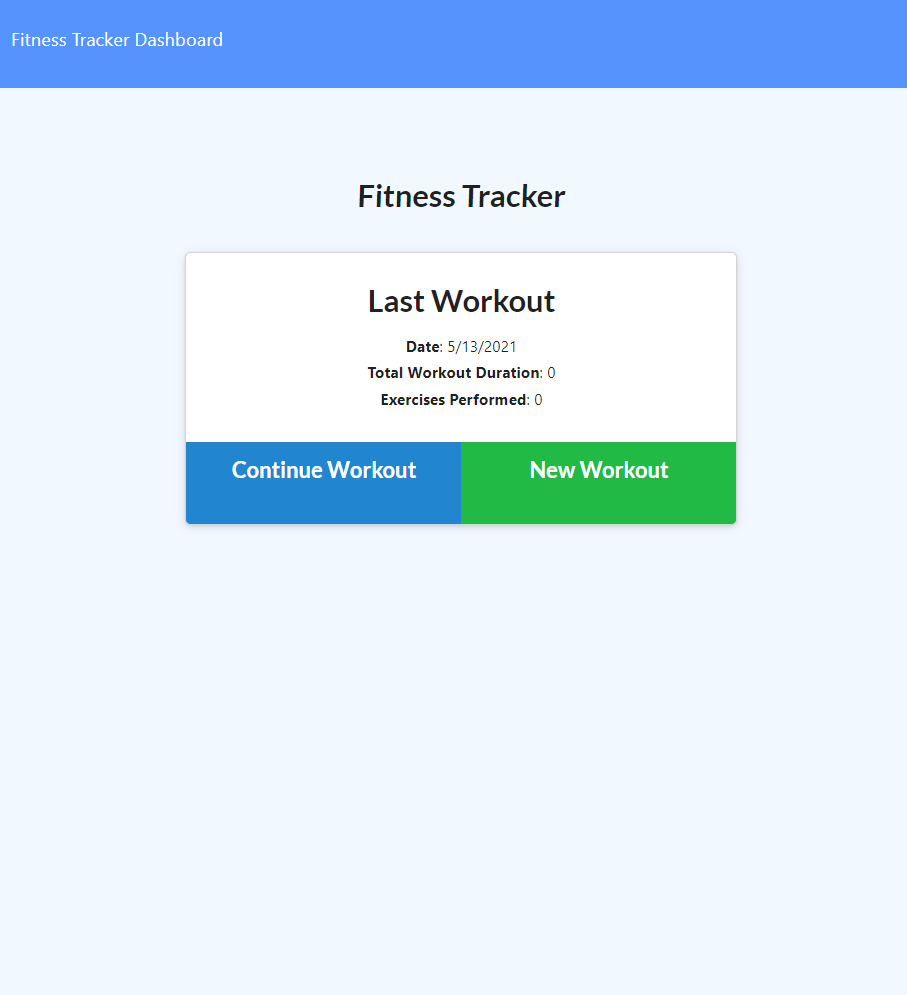 Fitness Tracker Dashboard
Fitness Tracker
Last Workout
Date: 5/13/2021
Total Workout Duration: 0
Exercises Performed: 0
Continue Workout New Workout